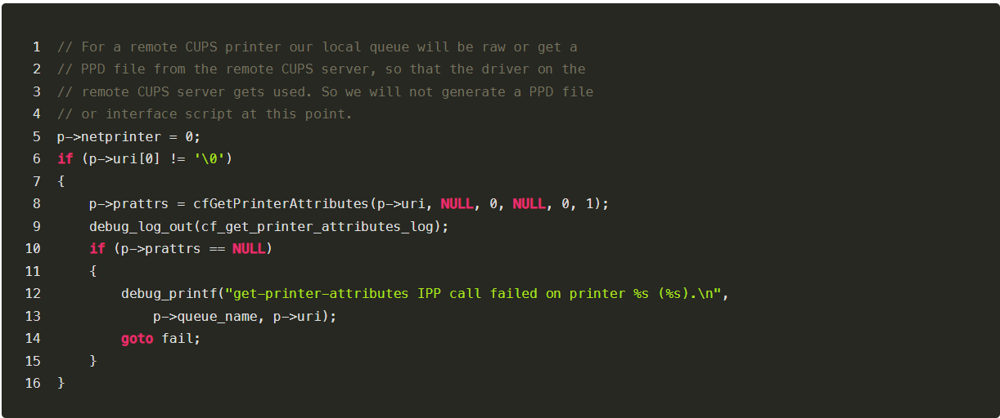 1 // For a remote CUPS printer our local queue will be raw or get a
2 // PPD file from the remote CUPS server, so that the driver on the
3 // remote CUPS server gets used. So we will not generate a PPD file
4 // or interface script at this point.
5 p->netprinter = 0;
6 if (p->uri[0] != '\0')
7 {
8     p->prattrs = cfGetPrinterAttributes(p->uri, NULL, 0, NULL, 0, 1);
9     debug_log_out(cf_get_printer_attributes_log);
10     if (p->prattrs == NULL)
11     {
12         debug_printf("get-printer-attributes IPP call failed on printer %s (%s).\n",
13             p->queue_name, p->uri);
14         goto fail;
15     }
16 }